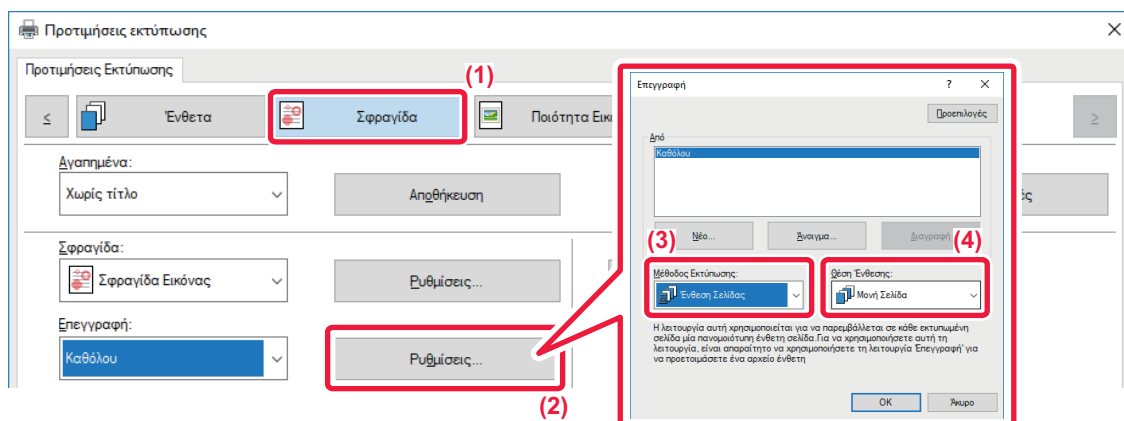 Προτιμήσεις εκτύπωσης
Προτιμήσεις Εκτύπωσης
(1)
<
Ένθετα
Σφραγίδα
Ποιότητα Εικ
>
Αγαπημένα:
Χωρίς τίτλο
Αποθήκευση
ές
Σφραγίδα:
Σφραγίδα Εικόνας
Ρυθμίσεις...
Επεγγραφή:
Καθόλου
Ρυθμίσεις...
(2)
Επεγγραφή
?
Προεπιλογές
Από
Καθόλου
Νέο...
Άνοιγμα...
Διαγραφή
(3)
(4)
Μέθοδος Εκτύπωσης:
Ένθεση Σελίδας
Θέση Ένθεσης:
Μονή Σελίδα
Η λειτουργία αυτή χρησιμοποιείται για να παρεμβάλλεται σε κάθε εκτυπωμένη
σελίδα μία πανομοιότυπη ένθετη σελίδα.Για να χρησιμοποιήσετε αυτή τη
λειτουργία, είναι απαραίτητο να χρησιμοποιήσετε τη λειτουργία 'Επεγγραφή' για
να προετοιμάσετε ένα αρχείο ένθετη
OK
Άκυρο